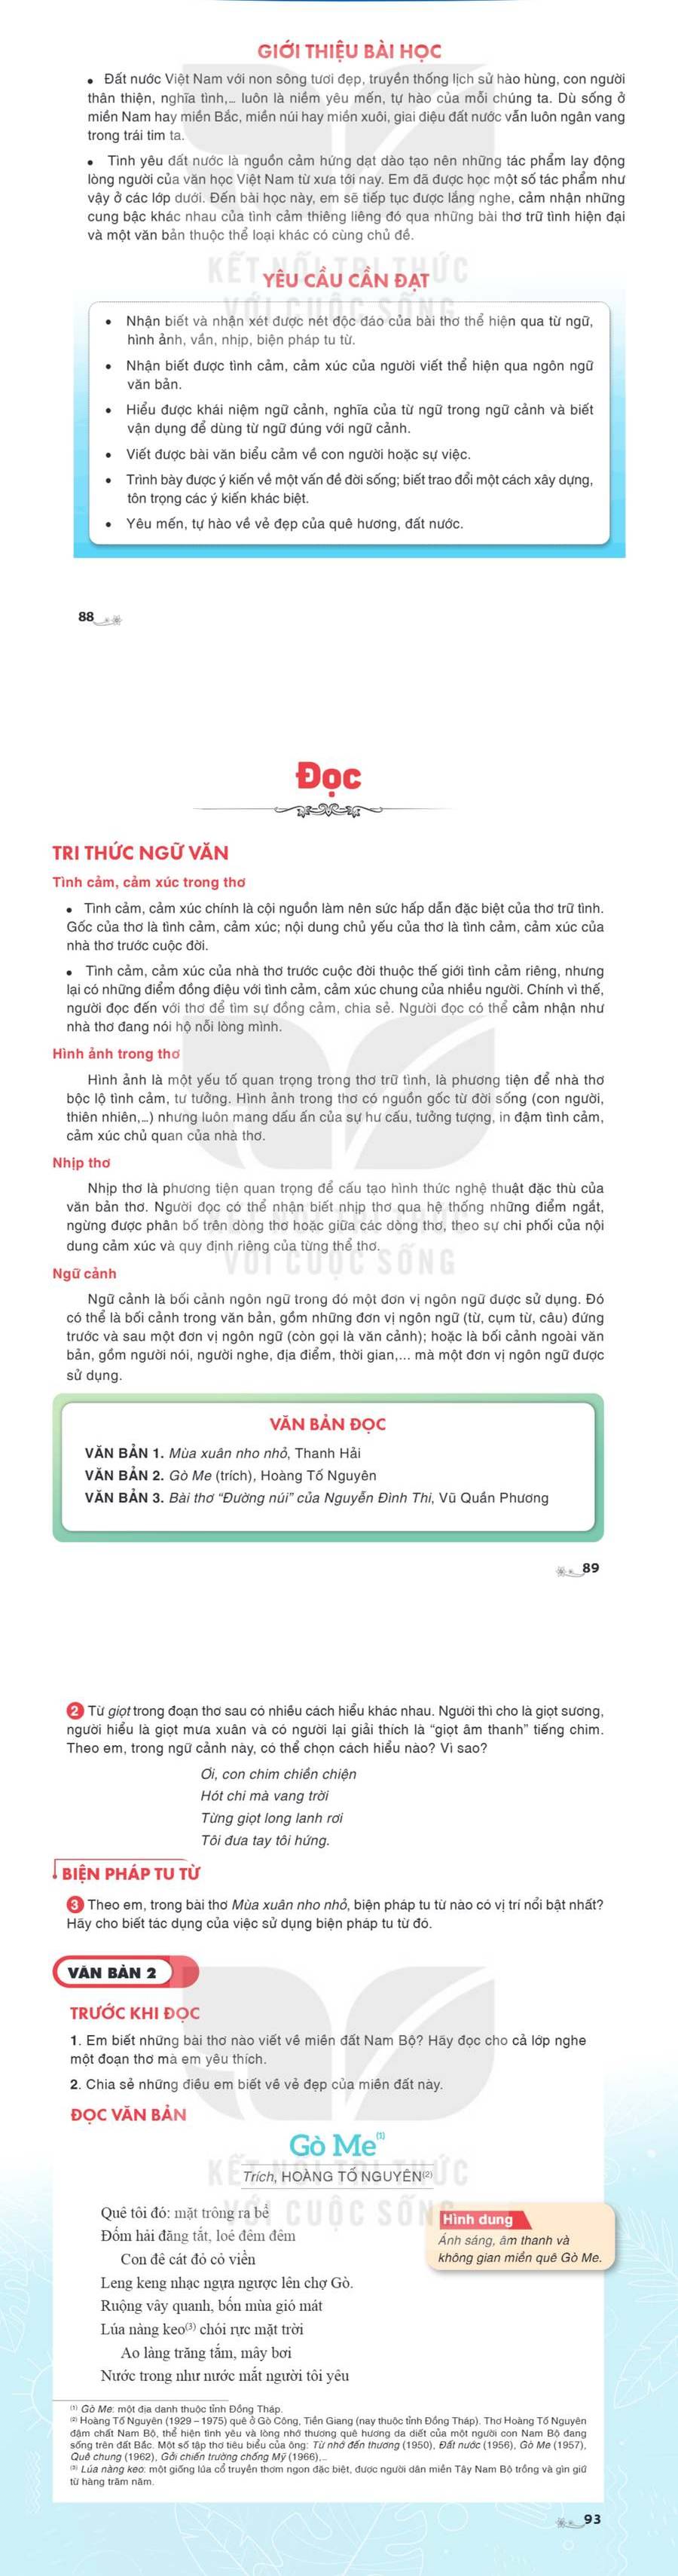 GIỚI THIỆU BÀI HỌC
• Đất nước Việt Nam với non sông tươi đẹp, truyền thống lịch sử hào hùng, con người
thân thiện, nghĩa tình,... luôn là niềm yêu mến, tự hào của mỗi chúng ta. Dù sống ở
miền Nam hay miền Bắc, miền núi hay miền xuôi, giai điệu đất nước vẫn luôn ngân vang
trong trái tim ta.
• Tình yêu đất nước là nguồn cảm hứng dạt dào tạo nên những tác phẩm lay động
lòng người của văn học Việt Nam từ xưa tới nay. Em đã được học một số tác phẩm như
vậy ở các lớp dưới. Đến bài học này, em sẽ tiếp tục được lắng nghe, cảm nhận những
cung bậc khác nhau của tình cảm thiêng liêng đó qua những bài thơ trữ tình hiện đại
và một văn bản thuộc thể loại khác có cùng chủ đề.
KẾT NỐI TRI THỨC
VỚI CUỘC SỐNG
YÊU CẦU CẦN ĐẠT
• Nhận biết và nhận xét được nét độc đáo của bài thơ thể hiện qua từ ngữ,
hình ảnh, vần, nhịp, biện pháp tu từ.
• Nhận biết được tình cảm, cảm xúc của người viết thể hiện qua ngôn ngữ
văn bản.
• Hiểu được khái niệm ngữ cảnh, nghĩa của từ ngữ trong ngữ cảnh và biết
vận dụng để dùng từ ngữ đúng với ngữ cảnh.
• Viết được bài văn biểu cảm về con người hoặc sự việc.
• Trình bày được ý kiến về một vấn đề đời sống; biết trao đổi một cách xây dựng,
tôn trọng các ý kiến khác biệt.
• Yêu mến, tự hào về vẻ đẹp của quê hương, đất nước.
88
Đọc
TRI THỨC NGỮ VĂN
Tình cảm, cảm xúc trong thơ
• Tình cảm, cảm xúc chính là cội nguồn làm nên sức hấp dẫn đặc biệt của thơ trữ tình.
Gốc của thơ là tình cảm, cảm xúc; nội dung chủ yếu của thơ là tình cảm, cảm xúc của
nhà thơ trước cuộc đời.
• Tình cảm, cảm xúc của nhà thơ trước cuộc đời thuộc thế giới tình cảm riêng, nhưng
lại có những điểm đồng điệu với tình cảm, cảm xúc chung của nhiều người. Chính vì thế,
người đọc đến với thơ để tìm sự đồng cảm, chia sẻ. Người đọc có thể cảm nhận như
nhà thơ đang nói hộ nỗi lòng mình.
Hình ảnh trong thơ
Hình ảnh là một yếu tố quan trọng trong thơ trữ tình, là phương tiện để nhà thơ
bộc lộ tình cảm, tư tưởng. Hình ảnh trong thơ có nguồn gốc từ đời sống (con người,
thiên nhiên,...) nhưng luôn mang dấu ấn của sự hư cấu, tưởng tượng, in đậm tình cảm,
cảm xúc chủ quan của nhà thơ.
Nhịp thơ
Nhịp thơ là phương tiện quan trọng để cấu tạo hình thức nghệ thuật đặc thù của
văn bản thơ. Người đọc có thể nhận biết nhịp thơ qua hệ thống những điểm ngắt,
ngừng được phân bố trên dòng thơ hoặc giữa các dòng thơ, theo sự chi phối của nội
dung cảm xúc và quy định riêng của từng thể thơ.
KẾT NỐI TRI THỨC
VỚI CUỘC SỐNG
Ngữ cảnh
Ngữ cảnh là bối cảnh ngôn ngữ trong đó một đơn vị ngôn ngữ được sử dụng. Đó
có thể là bối cảnh trong văn bản, gồm những đơn vị ngôn ngữ (từ, cụm từ, câu) đứng
trước và sau một đơn vị ngôn ngữ (còn gọi là văn cảnh); hoặc là bối cảnh ngoài văn
bản, gồm người nói, người nghe, địa điểm, thời gian,... mà một đơn vị ngôn ngữ được
sử dụng.
VĂN BẢN ĐỌC
VĂN BẢN 1. Mùa xuân nho nhỏ, Thanh Hải
VĂN BẢN 2. Gò Me (trích), Hoàng Tố Nguyên
VĂN BẢN 3. Bài thơ “Đường núi” của Nguyễn Đình Thi, Vũ Quần Phương
89
2 Từ giọt trong đoạn thơ sau có nhiều cách hiểu khác nhau. Người thì cho là giọt sương,
người hiểu là giọt mưa xuân và có người lại giải thích là “giọt âm thanh” tiếng chim.
Theo em, trong ngữ cảnh này, có thể chọn cách hiểu nào? Vì sao?
Ơi, con chim chiền chiện
Hót chi mà vang trời
Từng giọt long lanh rơi
Tôi đưa tay tôi hứng.
BIỆN PHÁP TU TỪ
3 Theo em, trong bài thơ Mùa xuân nho nhỏ, biện pháp tu từ nào có vị trí nổi bật nhất?
Hãy cho biết tác dụng của việc sử dụng biện pháp tu từ đó.
VĂN BẢN 2
TRƯỚC KHI ĐỌC
1. Em biết những bài thơ nào viết về miền đất Nam Bộ? Hãy đọc cho cả lớp nghe
một đoạn thơ mà em yêu thích.
2. Chia sẻ những điều em biết về vẻ đẹp của miền đất này.
ĐỌC VĂN BẢN
Gò Me(1)
KẾT NỐI TRI THỨC
VỚI CUỘC SỐNG
Trích, HOÀNG TỐ NGUYÊN(2)
Quê tôi đó: mặt trông ra bể
Đốm hải đăng tắt, loé đêm đêm
Con đê cát đỏ cỏ viền
Leng keng nhạc ngựa ngược lên chợ Gò.
Ruộng vây quanh, bốn mùa gió mát
Lúa nàng keo(3) chói rực mặt trời
Ao làng trăng tắm, mây bơi
Nước trong như nước mắt người tôi yêu
Hình dung
Ánh sáng, âm thanh và
không gian miền quê Gò Me.
(1) Gò Me: một địa danh thuộc tỉnh Đồng Tháp.
(2) Hoàng Tố Nguyên (1929 – 1975) quê ở Gò Công, Tiền Giang (nay thuộc tỉnh Đồng Tháp). Thơ Hoàng Tố Nguyên
đậm chất Nam Bộ, thể hiện tình yêu và lòng nhớ thương quê hương da diết của một người con Nam Bộ đang
sống trên đất Bắc. Một số tập thơ tiêu biểu của ông: Từ nhớ đến thương (1950), Đất nước (1956), Gò Me (1957),
Quê chung (1962), Gởi chiến trường chống Mỹ (1966),...
(3) Lúa nàng keo: một giống lúa cổ truyền thơm ngon đặc biệt, được người dân miền Tây Nam Bộ trồng và gìn giữ
từ hàng trăm năm.
93